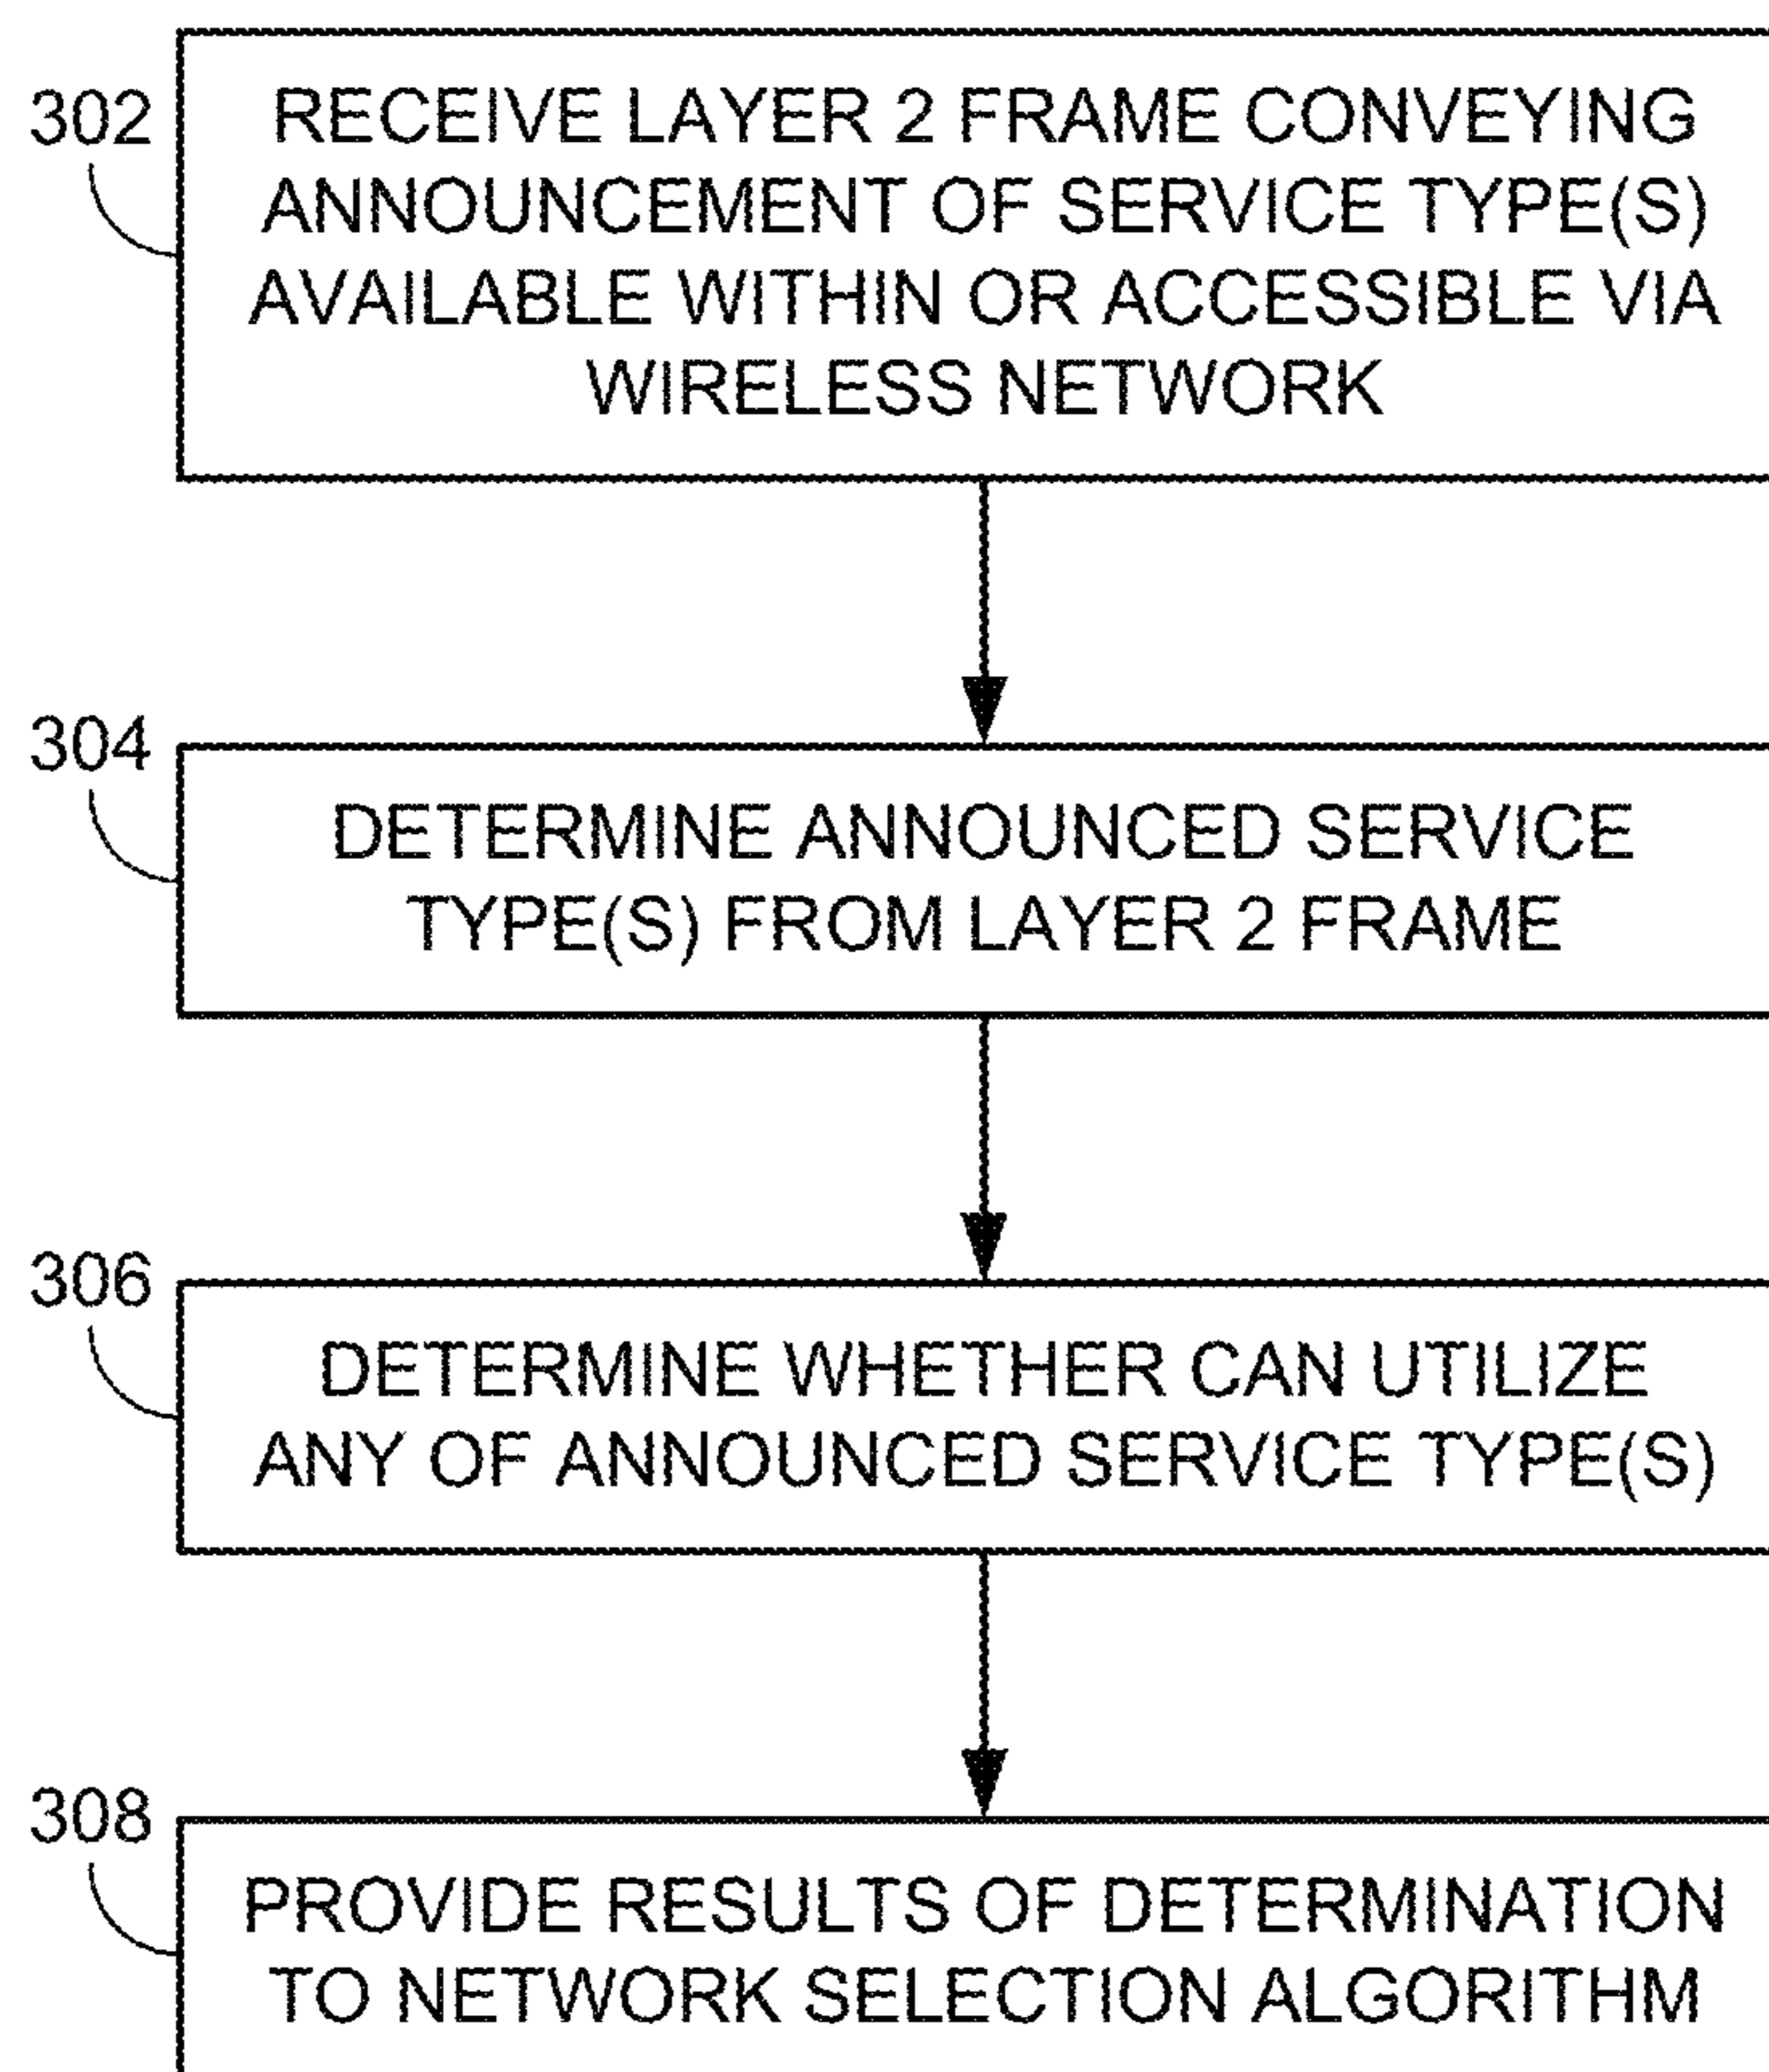 302
RECEIVE LAYER 2 FRAME CONVEYING
ANNOUNCEMENT OF SERVICE TYPE(S)
AVAILABLE WITHIN OR ACCESSIBLE VIA
WIRELESS NETWORK
304
DETERMINE ANNOUNCED SERVICE
TYPE(S) FROM LAYER 2 FRAME
306
DETERMINE WHETHER CAN UTILIZE
ANY OF ANNOUNCED SERVICE TYPE(S)
308
PROVIDE RESULTS OF DETERMINATION
TO NETWORK SELECTION ALGORITHM